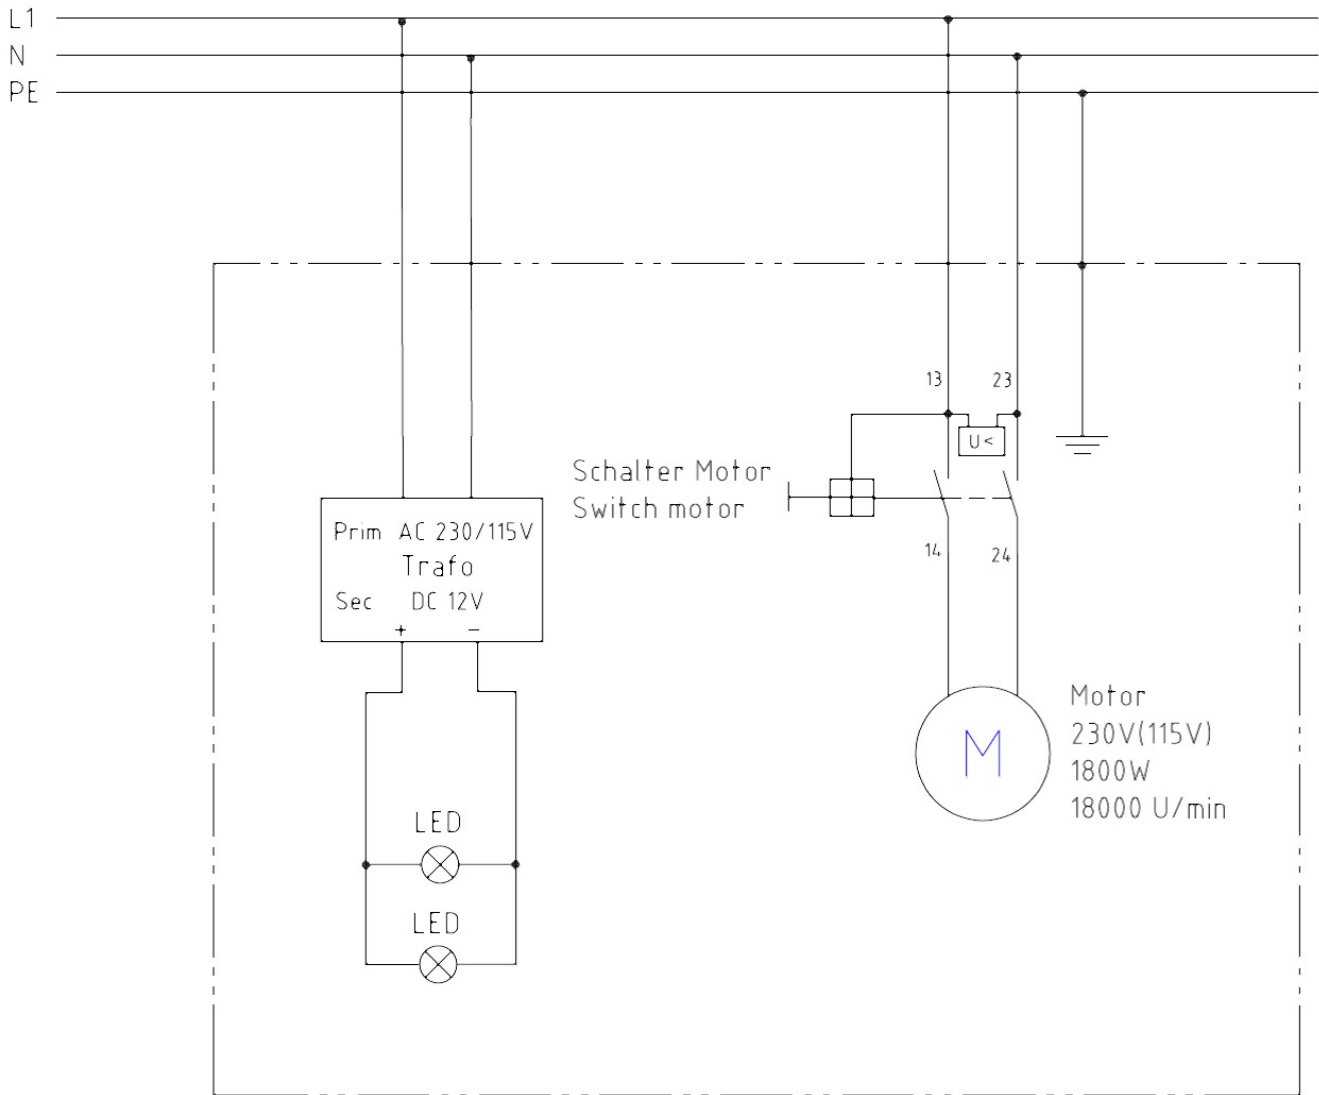 L1
N
PE
13
23
U<
Schalter Motor
Switch motor
14
24
Prim AC 230/115V
Trafo
Sec DC 12V
+ −
Motor
230V(115V)
1800W
18000 U/min
M
LED
LED